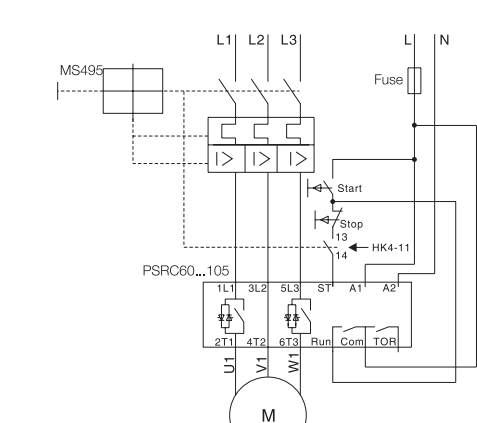 L1 L2 L3 L N
MS495
Fuse
I> I> I>
Start
Stop
13
HK4-11
14
PSRC60...105
1L1 3L2 5L3 ST A1 A2
2T1 4T2 6T3 Run Com TOR
U1 V1 W1
M